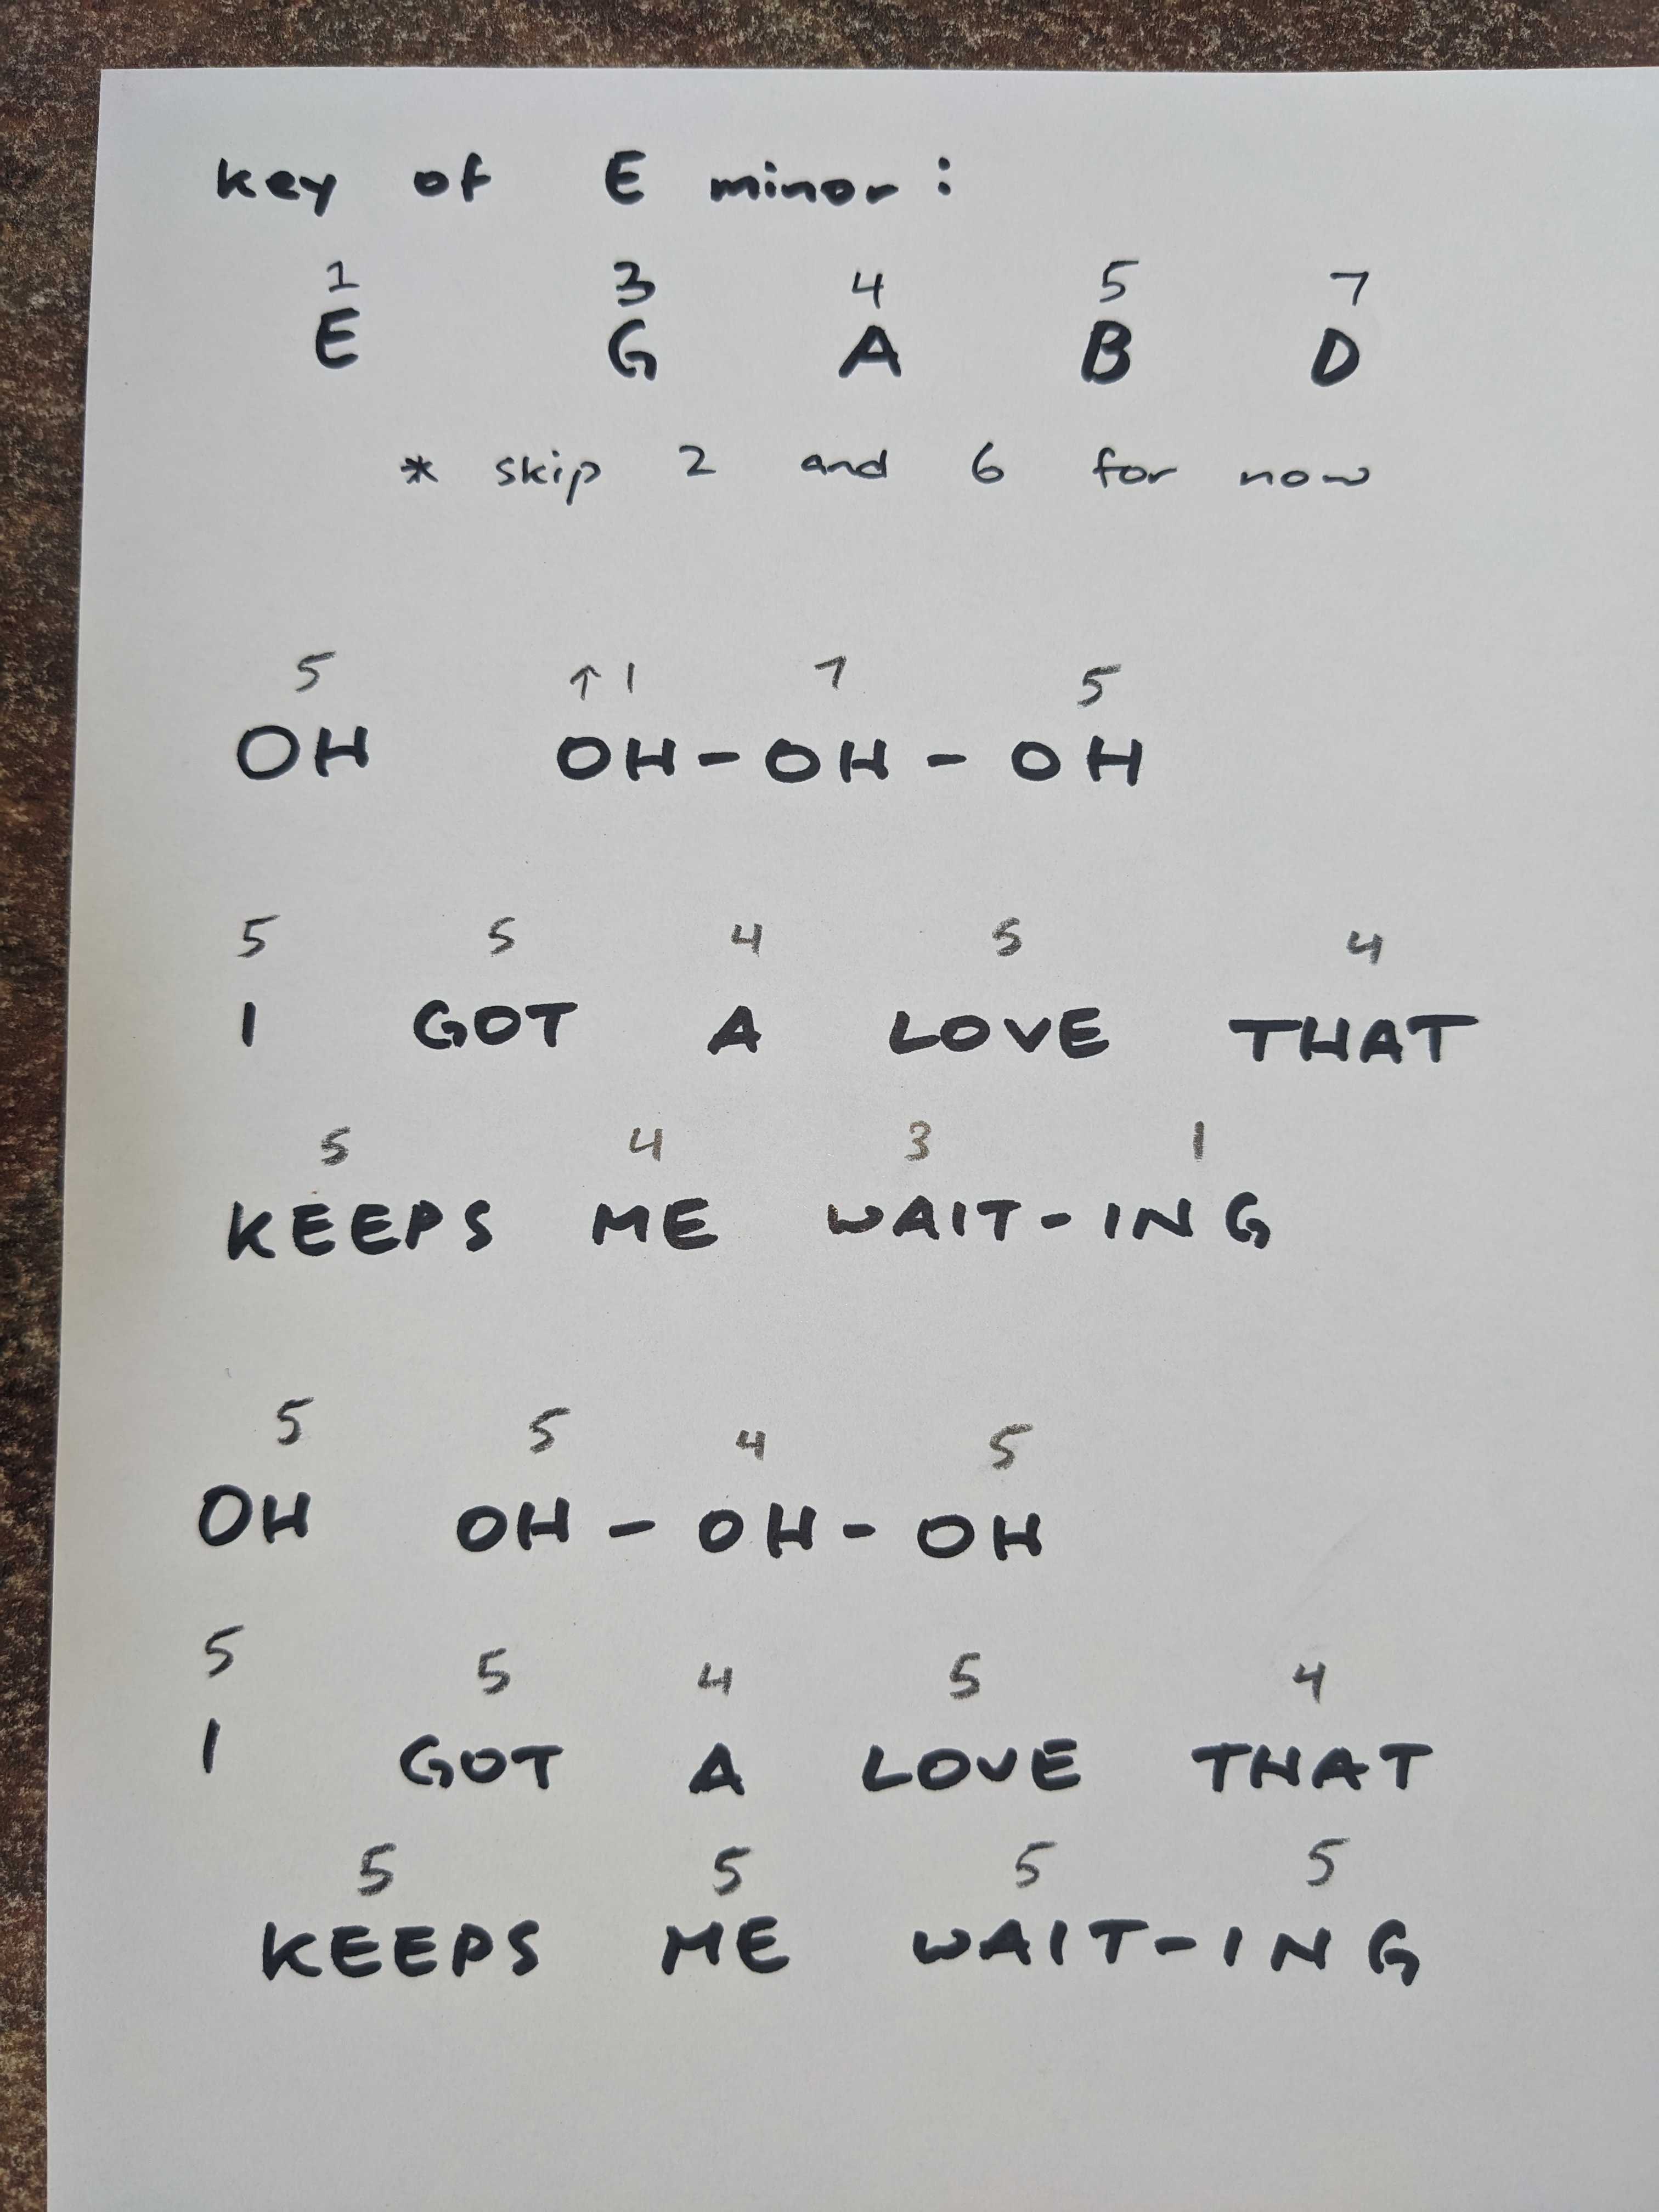 key of E minor:
1 3 4 5 7
E G A B D
* skip 2 and 6 for now
5 ↑1 7 5
OH OH-OH-OH
5 5 4 5 4
I GOT A LOVE THAT
5 4 3 1
KEEPS ME WAIT-ING
5 5 4 5
OH OH-OH-OH
5 5 4 5 4
I GOT A LOVE THAT
5 5 5 5
KEEPS ME WAIT-ING